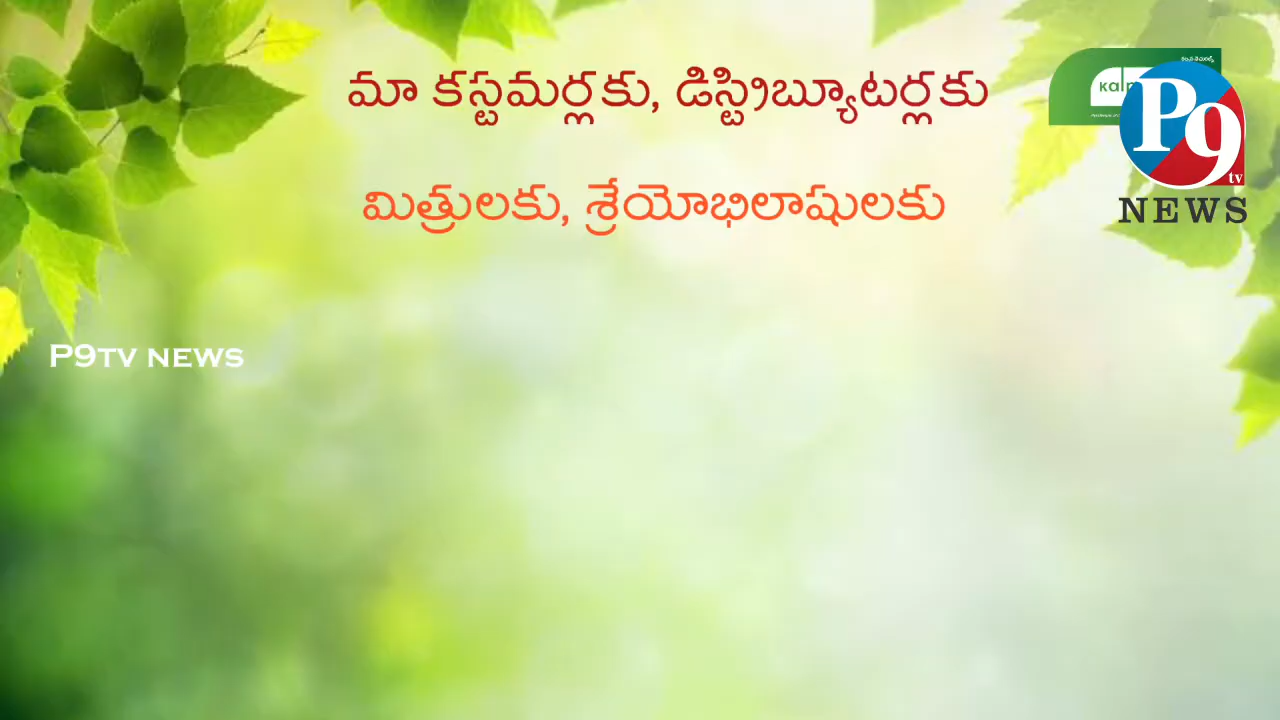 మా కస్టమర్లకు, డిస్ట్రిబ్యూటర్లకు
మిత్రులకు, శ్రేయోభిలాషులకు
P9
tv
NEWS
P9TV NEWS